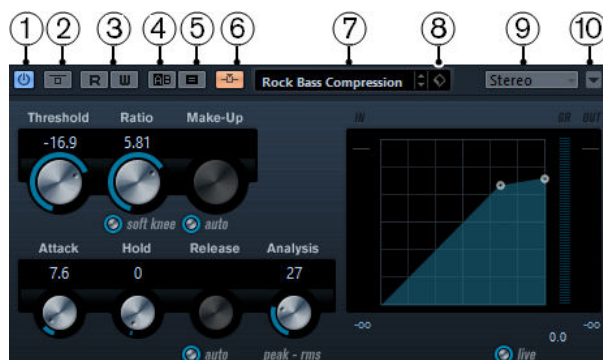 1 2 3 4 5 6 7 8 9 10
R W A B Rock Bass Compression Stereo
Threshold Ratio Make-Up IN GR OUT
-16.9 5.81
soft knee auto
Attack Hold Release Analysis
7.6 0 27
-∞ -∞
0.0
auto peak - rms live